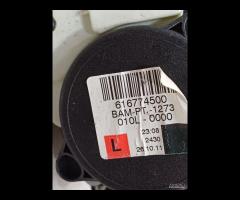 616774500
BAM-PT.-1273
010L - 0000
23:08
2430
26.10.11
L